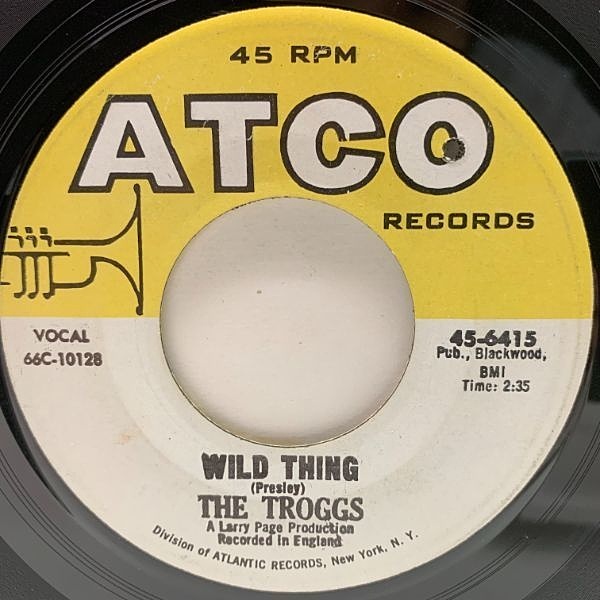 45 RPM
ATCO
RECORDS
VOCAL
66C-10128
45-6415
Pub., Blackwood,
BMI
Time: 2:35
WILD THING
(Presley)
THE TROGGS
A Larry Page Production
Recorded in England
Division of ATLANTIC RECORDS, New York, N. Y.